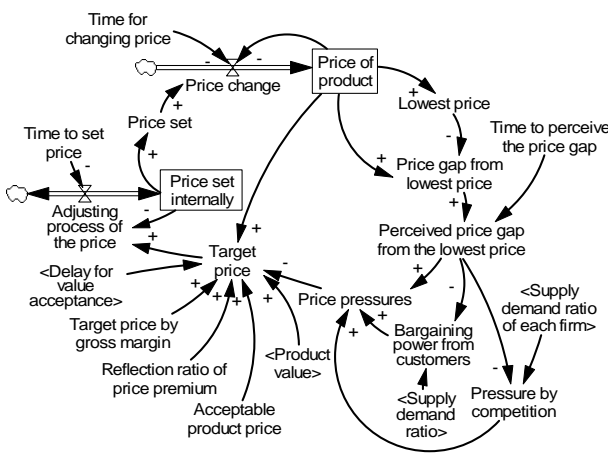 Time for
changing price
Price of
product
Price change
Lowest price
Price set
Time to set
price
Time to perceive
the price gap
Price gap from
lowest price
Price set
internally
Adjusting
process of
the price
Perceived price gap
from the lowest price
Target
price
<Delay for
value
acceptance>
Price pressures
<Supply
demand ratio
of each firm>
Target price by
gross margin
Bargaining
power from
customers
<Product
value>
Reflection ratio of
price premium
Pressure by
competition
<Supply
demand
ratio>
Acceptable
product price